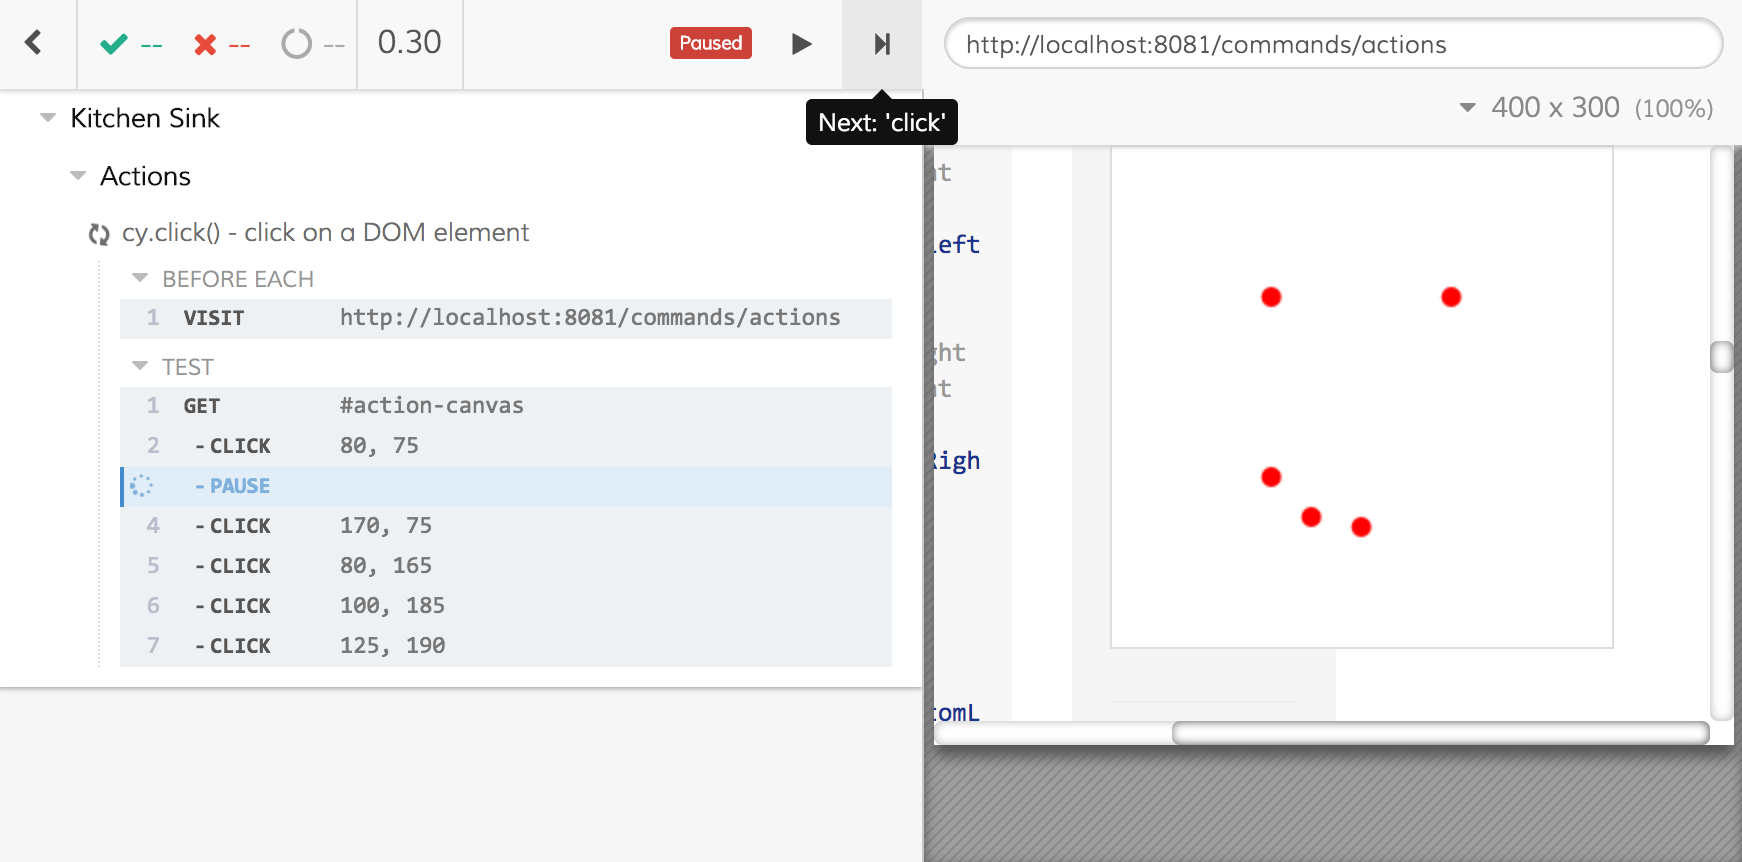 -- -- -- 0.30 Paused
http://localhost:8081/commands/actions
Next: 'click'
400 x 300 (100%)
Kitchen Sink
Actions
cy.click() - click on a DOM element
BEFORE EACH
1 VISIT http://localhost:8081/commands/actions
TEST
1 GET #action-canvas
2 - CLICK 80, 75
- PAUSE
4 - CLICK 170, 75
5 - CLICK 80, 165
6 - CLICK 100, 185
7 - CLICK 125, 190
eft
ht
Righ
tomL